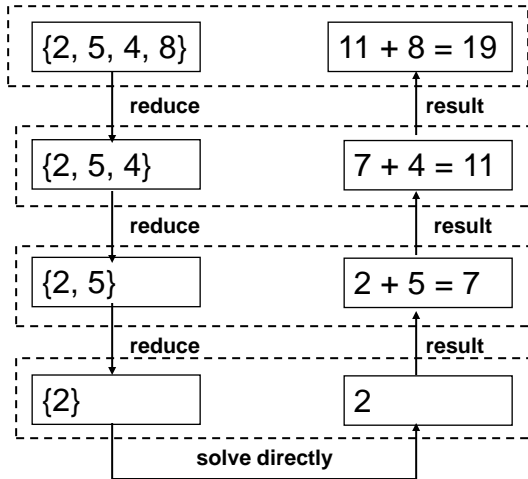 {2, 5, 4, 8}
11 + 8 = 19
reduce
result
{2, 5, 4}
7 + 4 = 11
reduce
result
{2, 5}
2 + 5 = 7
reduce
result
{2}
2
solve directly